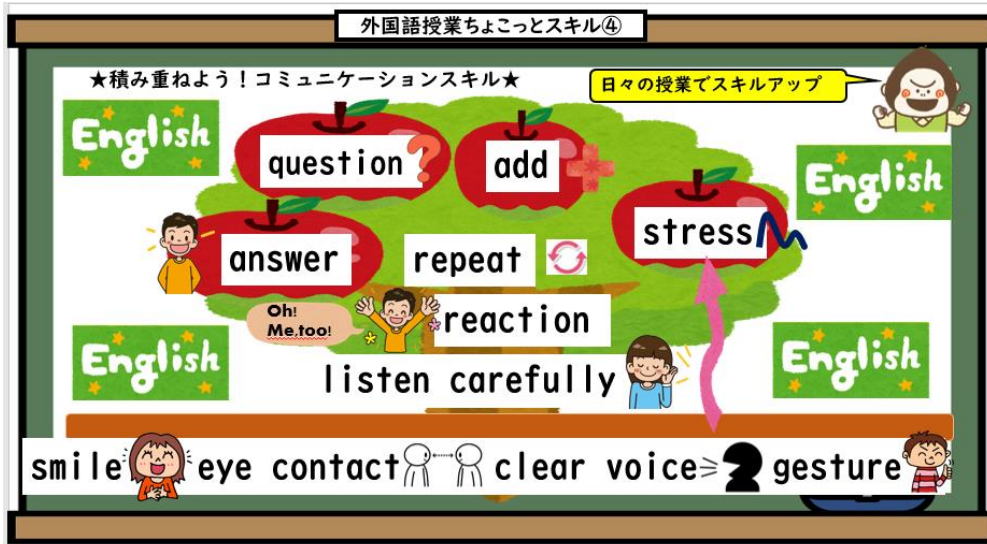 外国語授業ちょこっとスキル④
★積み重ねよう！コミュニケーションスキル★
日々の授業でスキルアップ
English
English
question
add
stress
answer
repeat
Oh!
Me,too!
reaction
English
English
listen carefully
smile eye contact clear voice gesture